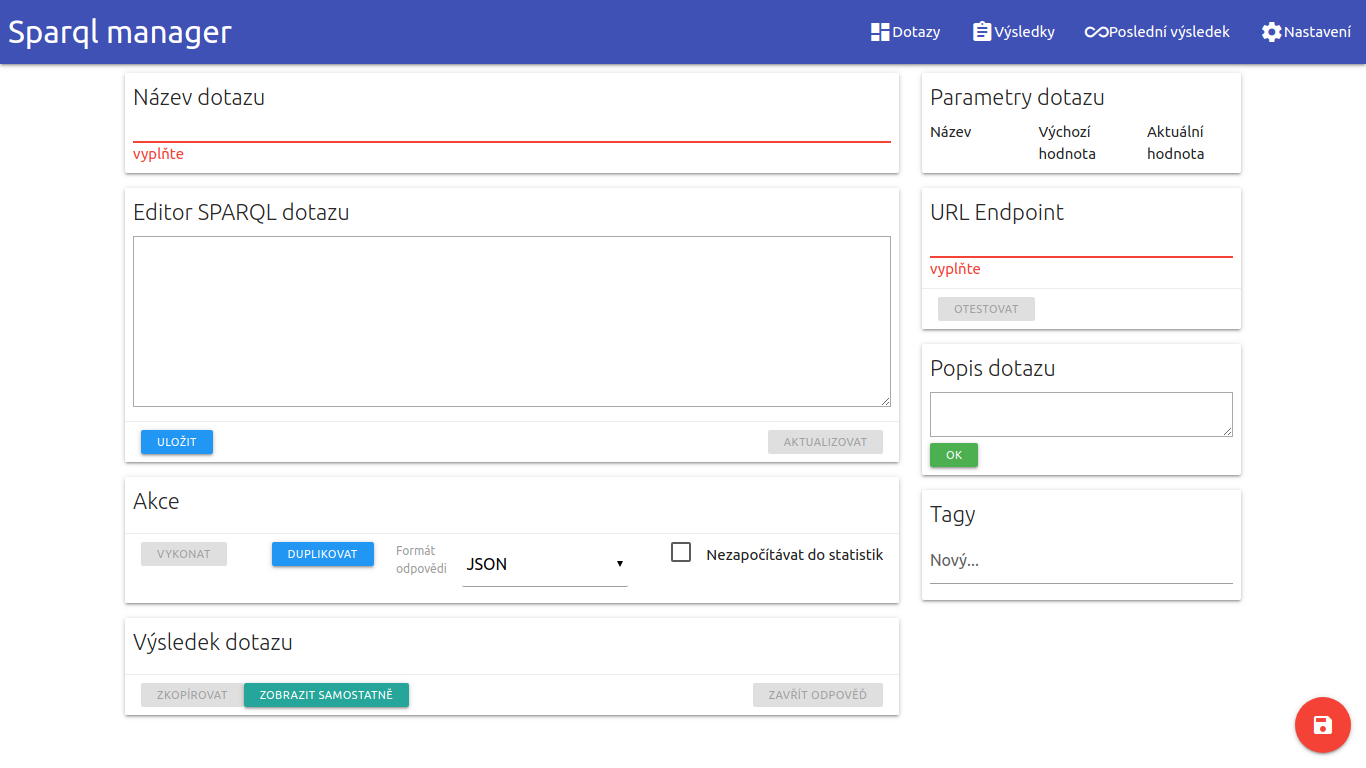 Sparql manager
Dotazy
Výsledky
Poslední výsledek
Nastavení
Název dotazu
vyplňte
Editor SPARQL dotazu
ULOŽIT
AKTUALIZOVAT
Akce
VYKONAT
DUPLIKOVAT
Formát
odpovědi
JSON
Nezapočítávat do statistik
Výsledek dotazu
ZKOPÍROVAT
ZOBRAZIT SAMOSTATNĚ
ZAVŘÍT ODPOVĚĎ
Parametry dotazu
Název
Výchozí
hodnota
Aktuální
hodnota
URL Endpoint
vyplňte
OTESTOVAT
Popis dotazu
OK
Tagy
Nový...